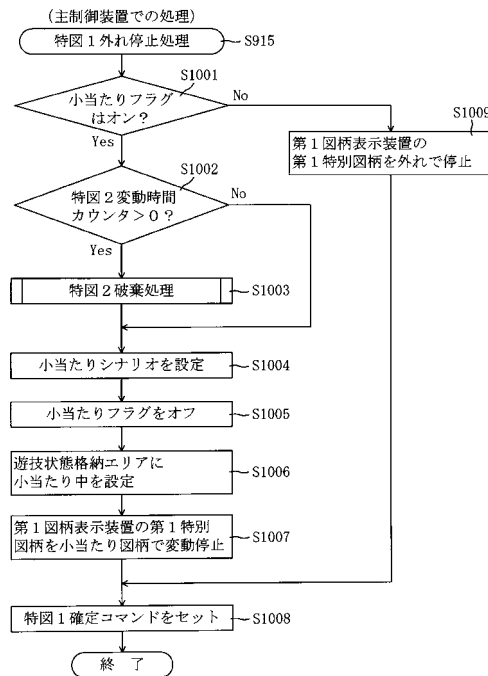 (主制御装置での処理)
特図1外れ停止処理
S915
S1001
小当たりフラグ
はオン?
No
Yes
S1009
第1図柄表示装置の
第1特別図柄を外れで停止
S1002
特図2変動時間
カウンタ>0?
No
Yes
特図2破棄処理
S1003
小当たりシナリオを設定
S1004
小当たりフラグをオフ
S1005
遊技状態格納エリアに
小当たり中を設定
S1006
第1図柄表示装置の第1特別
図柄を小当たり図柄で変動停止
S1007
特図1確定コマンドをセット
S1008
終 了